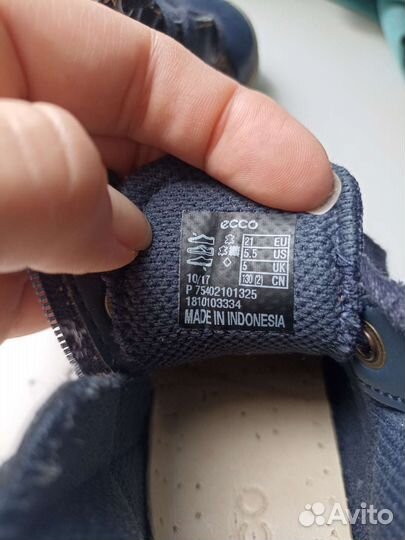 ecco
21 EU
5,5 US
5 UK
130 (2) CN
10/17
P 75402101325
1810103334
MADE IN INDONESIA
Avito